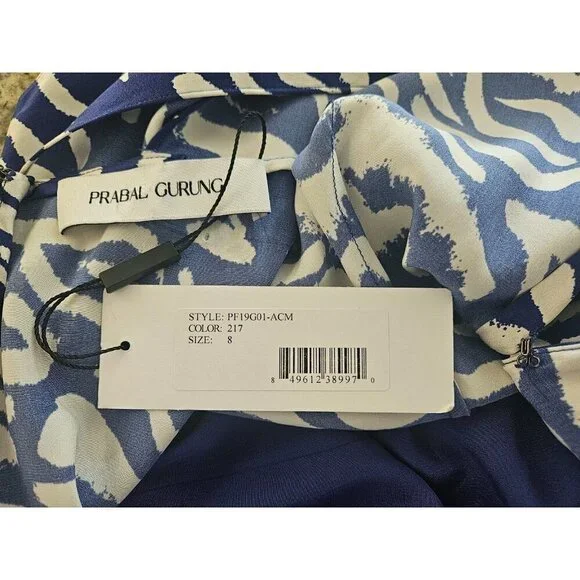 PRABAL GURUNG
STYLE: PF19G01-ACM
COLOR: 217
SIZE: 8
8 49612 38997 0